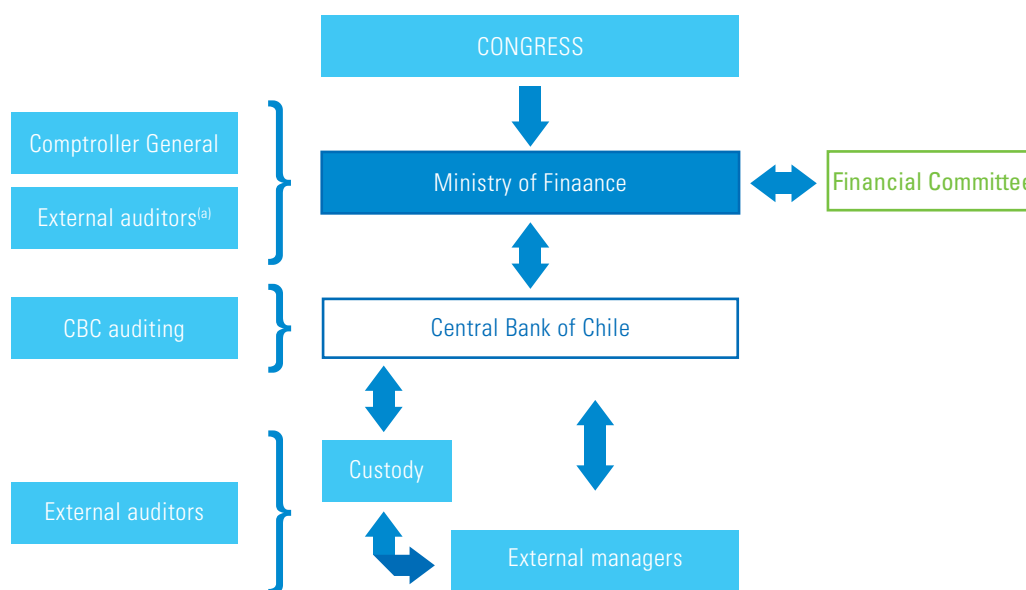 CONGRESS
Comptroller General
Ministry of Finaance
Financial Committee
External auditors(a)
CBC auditing
Central Bank of Chile
Custody
External auditors
External managers